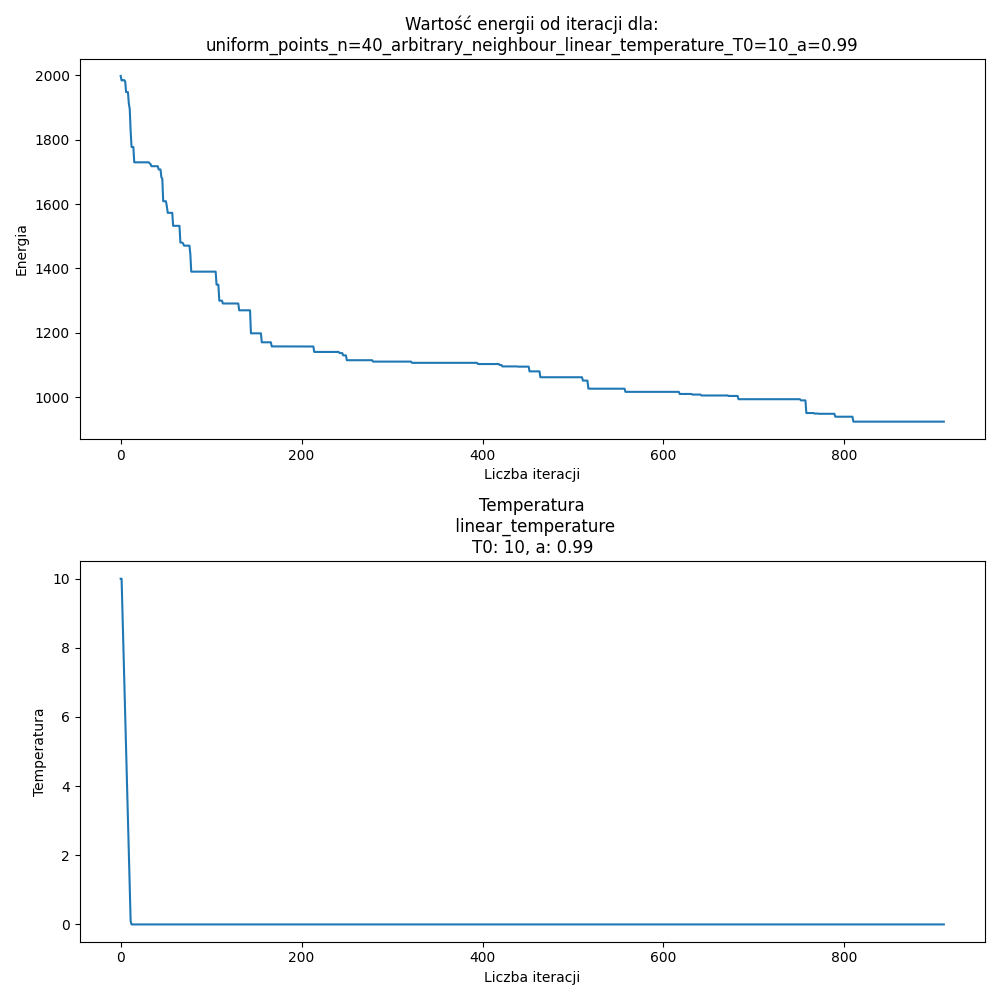 Wartość energii od iteracji dla:
uniform_points_n=40_arbitrary_neighbour_linear_temperature_T0=10_a=0.99
2000
1800
1600
1400
1200
1000
Energia
0 200 400 600 800
Liczba iteracji
Temperatura
linear_temperature
T0: 10, a: 0.99
10
8
6
4
2
0
Temperatura
0 200 400 600 800
Liczba iteracji